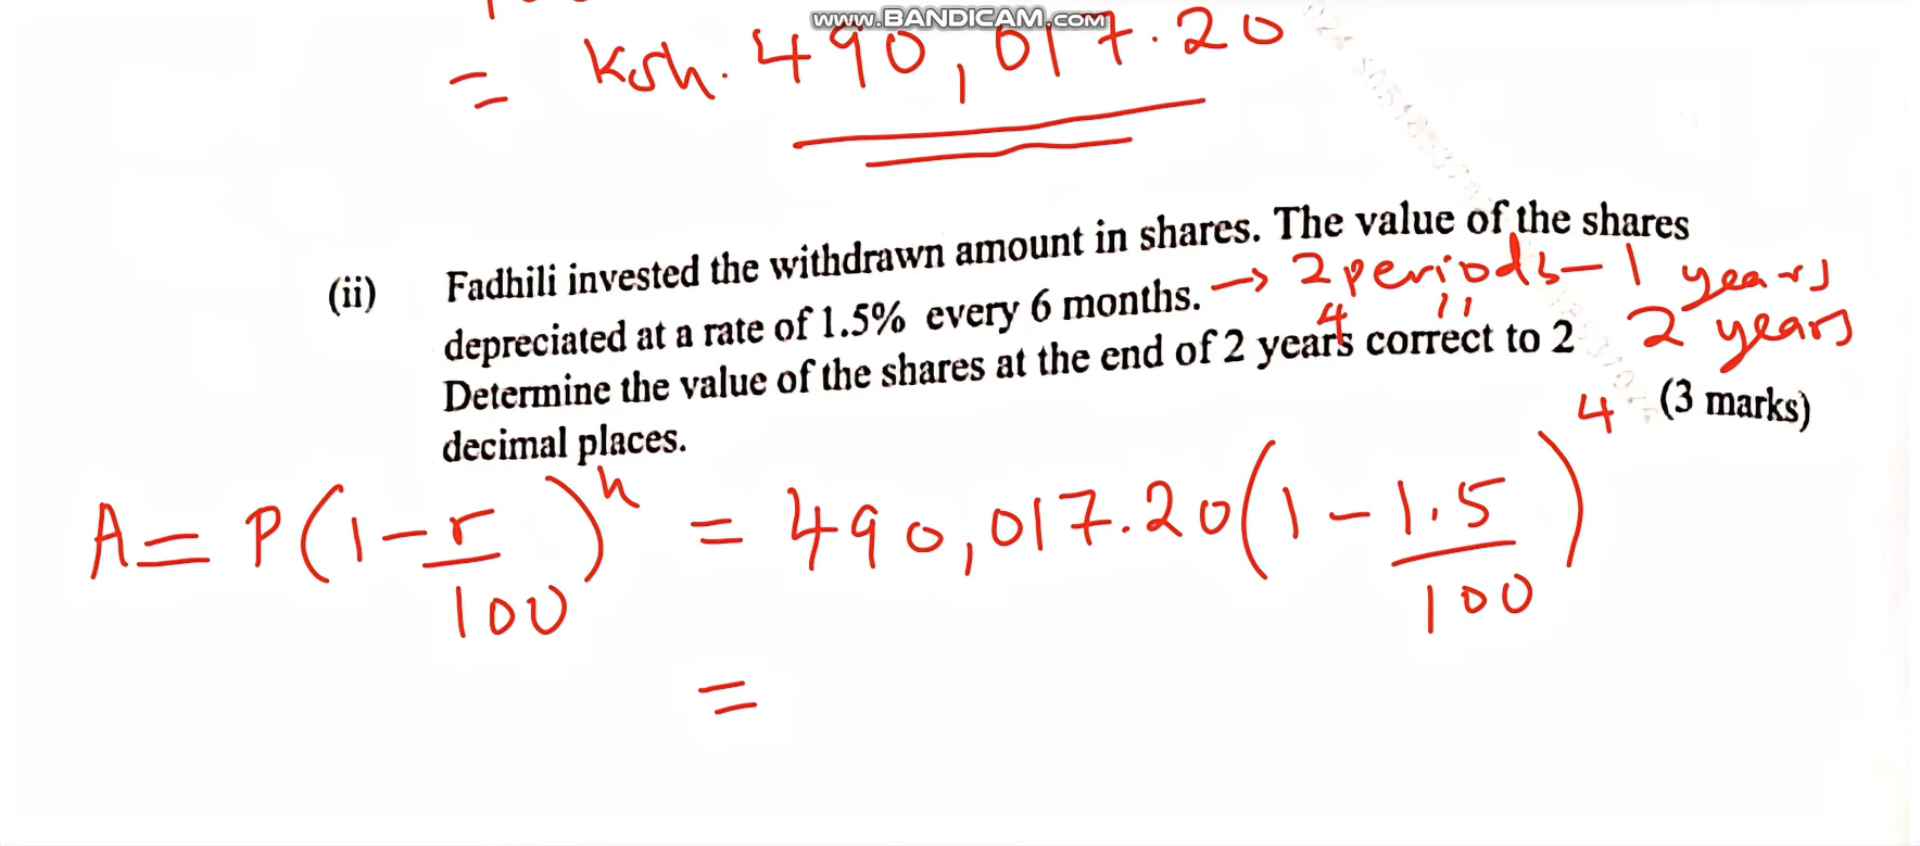 www.BANDICAM.com
= Ksh. 490,017.20
(ii) Fadhili invested the withdrawn amount in shares. The value of the shares
depreciated at a rate of 1.5% every 6 months. → 2 periods – 1 years
4 " 2 years
Determine the value of the shares at the end of 2 years correct to 2
decimal places. (3 marks)
A = P(1 - r/100)^n = 490,017.20(1 - 1.5/100)^4
=